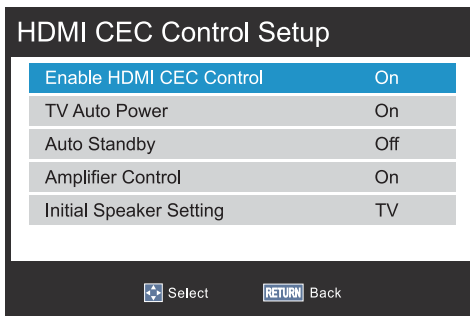 HDMI CEC Control Setup
Enable HDMI CEC Control On
TV Auto Power On
Auto Standby Off
Amplifier Control On
Initial Speaker Setting TV
Select RETURN Back